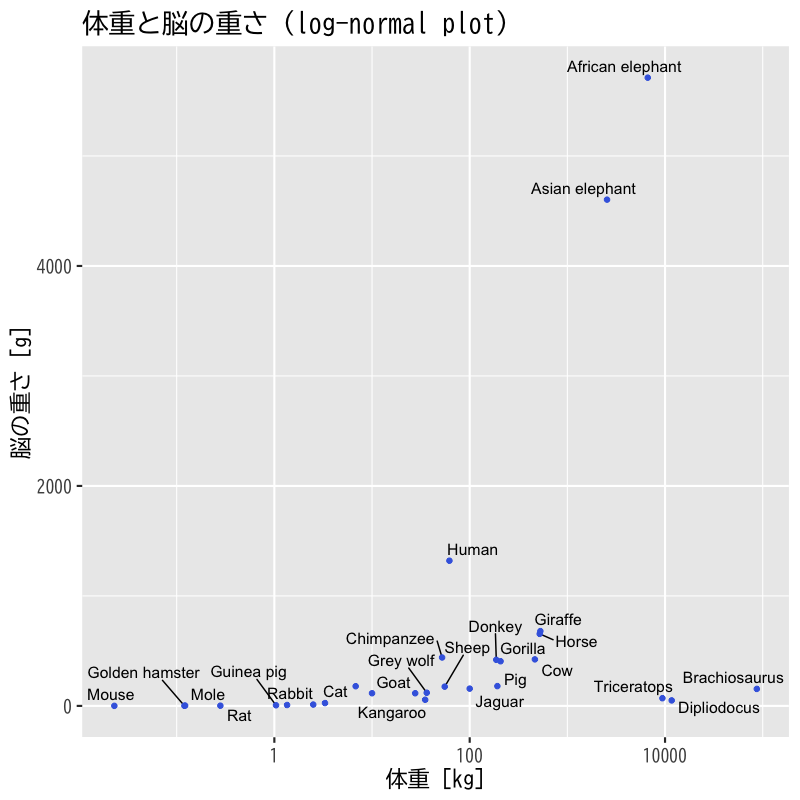 体重と脳の重さ (log-normal plot)
African elephant
Asian elephant
4000
脳の重さ [g]
2000
Human
Giraffe
Donkey
Chimpanzee
Horse
Sheep
Gorilla
Grey wolf
Cow
Golden hamster
Guinea pig
Goat
Pig
Brachiosaurus
Triceratops
Mouse
Mole
Rabbit
Cat
Jaguar
0
Rat
Kangaroo
Dipliodocus
1
100
10000
体重 [kg]